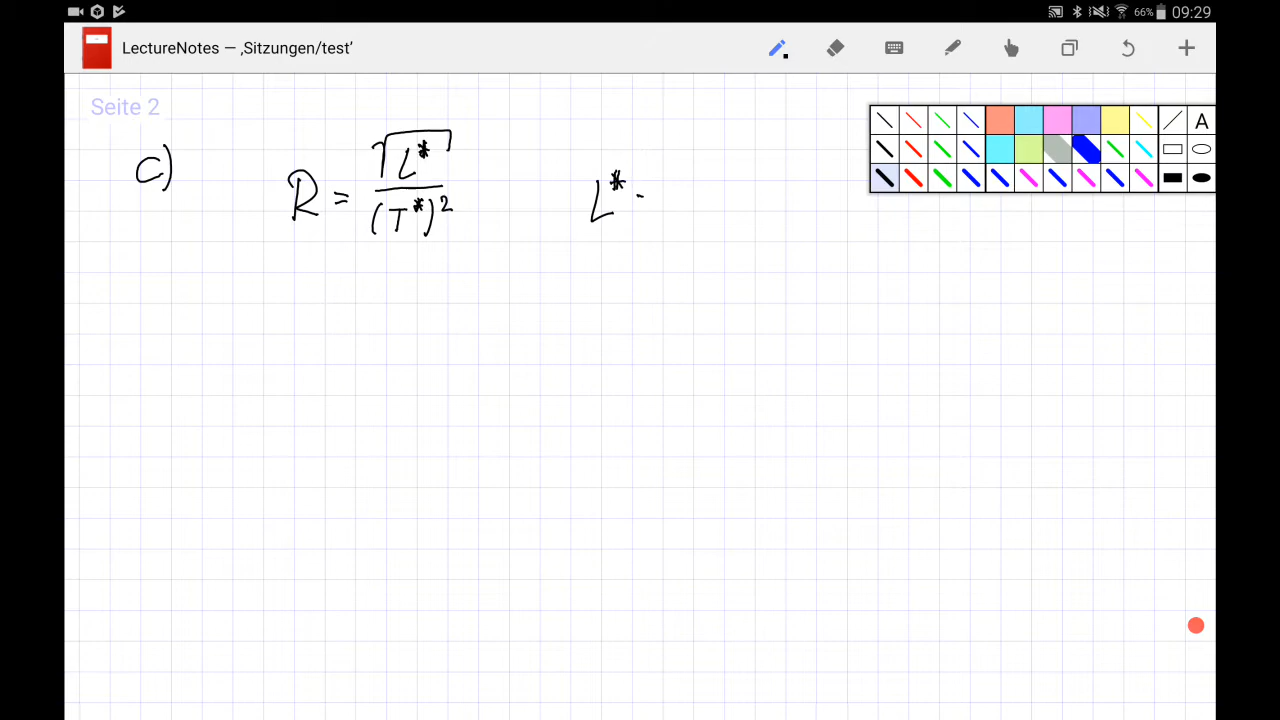 66% 09:29
LectureNotes — ‚Sitzungen/test’
A
Seite 2
c) R = √L* / (T*)² L* -